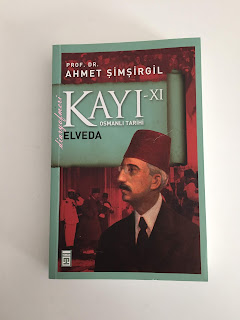 PROF. DR.
AHMET ŞİMŞİRGİL
KAYI-XI
OSMANLI TARİHİ
ELVEDA